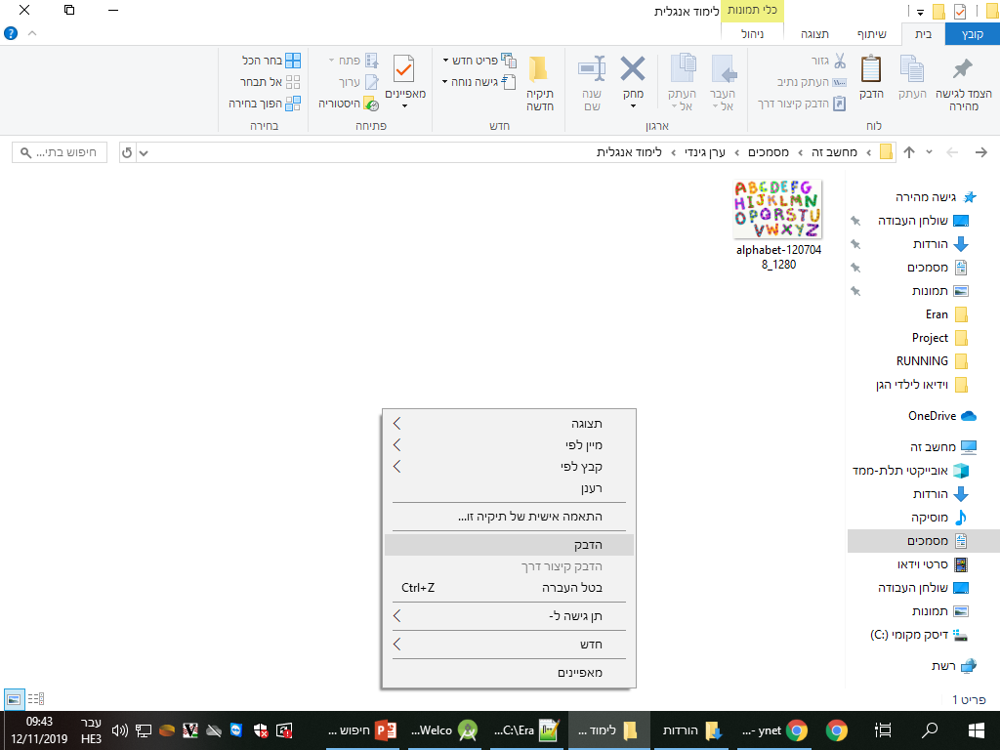 לימוד אנגלית
כלי תמונות
קובץ
בית
שיתוף
תצוגה
ניהול
הצמד לגישה
מהירה
העתק
הדבק
גזור
העתק נתיב
הדבק קיצור דרך
לוח
העבר
אל
העתק
אל
מחק
שנה
שם
ארגון
תיקיה
חדשה
פריט חדש
גישה נוחה
חדש
מאפיינים
פתח
ערוך
היסטוריה
פתיחה
בחר הכל
אל תבחר
הפוך בחירה
בחירה
מחשב זה
מסמכים
ערן גינדי
לימוד אנגלית
חיפוש בתי...
גישה מהירה
שולחן העבודה
הורדות
מסמכים
תמונות
Eran
Project
RUNNING
וידיאו לילדי הגן
OneDrive
מחשב זה
אובייקטי תלת-ממד
הורדות
מוסיקה
מסמכים
סרטי וידאו
שולחן העבודה
תמונות
דיסק מקומי (C:)
רשת
ABCDEFG
HIJKLMN
OPQRSTU
VWXYZ
alphabet-120704
8_1280
תצוגה
מיין לפי
קבץ לפי
רענן
התאמה אישית של תיקיה זו...
הדבק
הדבק קיצור דרך
בטל העברה Ctrl+Z
תן גישה ל-
חדש
מאפיינים
פריט 1
ynet -...
הורדות
לימוד ...
C:\Era...
Welco...
חיפוש ...
עבר
HE3
09:43
12/11/2019